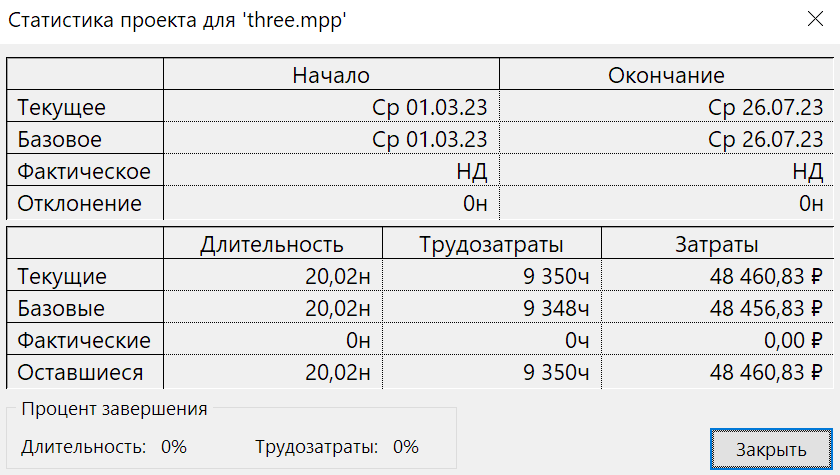 Статистика проекта для 'three.mpp'
Начало Окончание
Текущее Ср 01.03.23 Ср 26.07.23
Базовое Ср 01.03.23 Ср 26.07.23
Фактическое НД НД
Отклонение 0н 0н
Длительность Трудозатраты Затраты
Текущие 20,02н 9 350ч 48 460,83 ₽
Базовые 20,02н 9 348ч 48 456,83 ₽
Фактические 0н 0ч 0,00 ₽
Оставшиеся 20,02н 9 350ч 48 460,83 ₽
Процент завершения
Длительность: 0% Трудозатраты: 0%
Закрыть